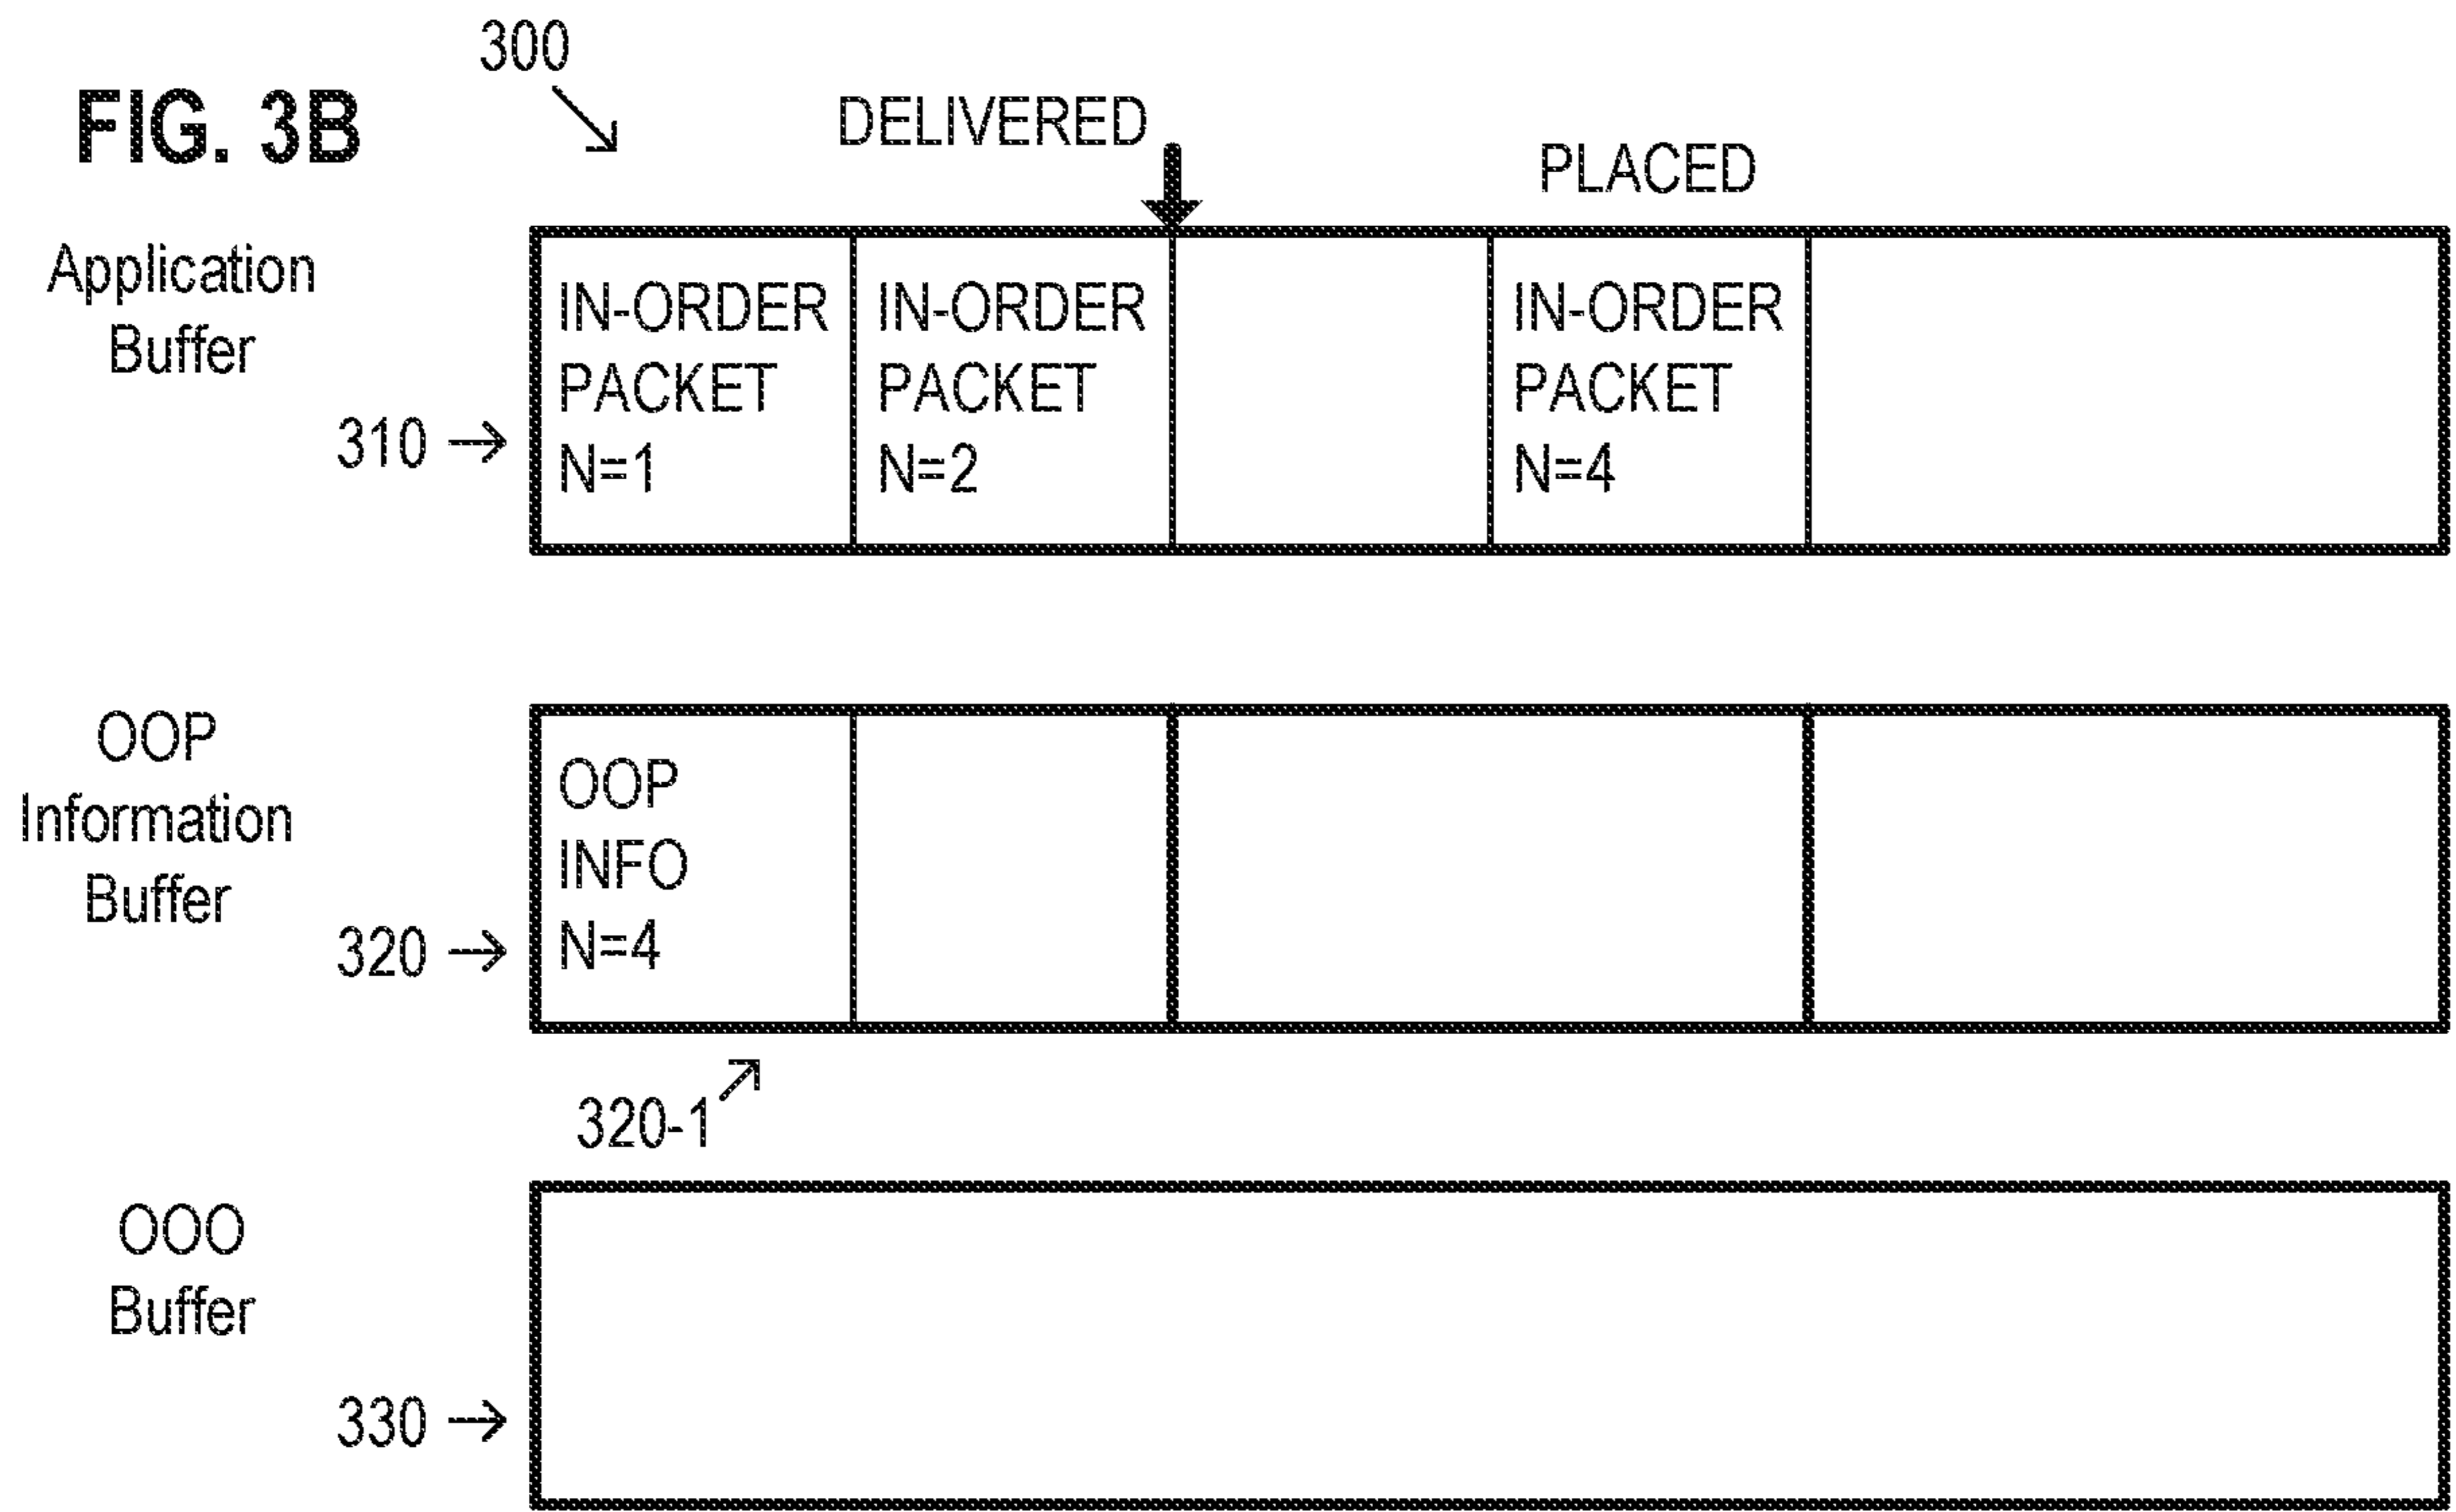 FIG. 3B
300
DELIVERED
PLACED
Application
Buffer
310
IN-ORDER
PACKET
N=1
IN-ORDER
PACKET
N=2
IN-ORDER
PACKET
N=4
OOP
Information
Buffer
320
OOP
INFO
N=4
320-1
OOO
Buffer
330